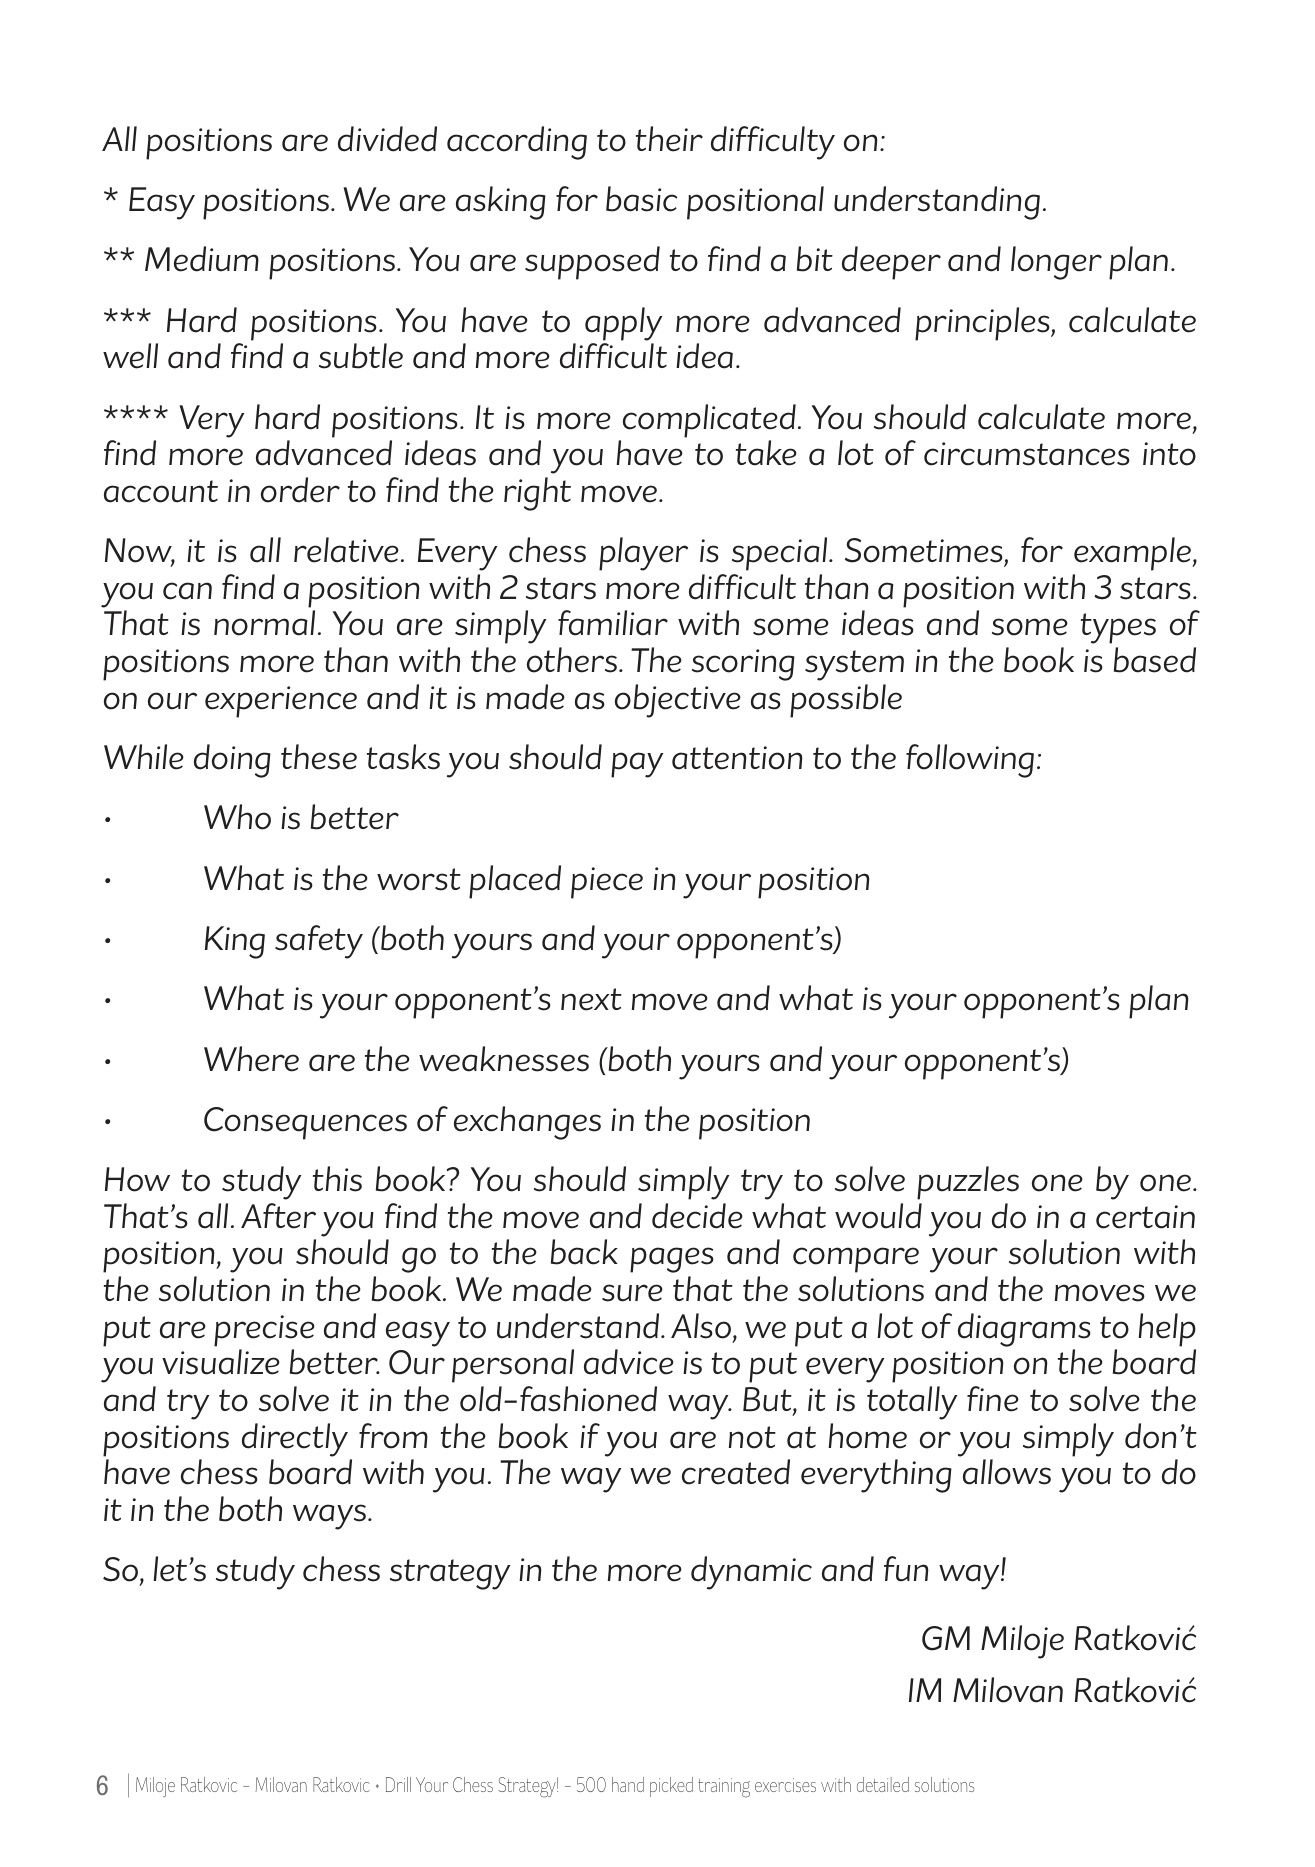 All positions are divided according to their difficulty on:
* Easy positions. We are asking for basic positional understanding.
** Medium positions. You are supposed to find a bit deeper and longer plan.
*** Hard positions. You have to apply more advanced principles, calculate
well and find a subtle and more difficult idea.
**** Very hard positions. It is more complicated. You should calculate more,
find more advanced ideas and you have to take a lot of circumstances into
account in order to find the right move.
Now, it is all relative. Every chess player is special. Sometimes, for example,
you can find a position with 2 stars more difficult than a position with 3 stars.
That is normal. You are simply familiar with some ideas and some types of
positions more than with the others. The scoring system in the book is based
on our experience and it is made as objective as possible
While doing these tasks you should pay attention to the following:
• Who is better
• What is the worst placed piece in your position
• King safety (both yours and your opponent’s)
• What is your opponent’s next move and what is your opponent’s plan
• Where are the weaknesses (both yours and your opponent’s)
• Consequences of exchanges in the position
How to study this book? You should simply try to solve puzzles one by one.
That’s all. After you find the move and decide what would you do in a certain
position, you should go to the back pages and compare your solution with
the solution in the book. We made sure that the solutions and the moves we
put are precise and easy to understand. Also, we put a lot of diagrams to help
you visualize better. Our personal advice is to put every position on the board
and try to solve it in the old-fashioned way. But, it is totally fine to solve the
positions directly from the book if you are not at home or you simply don’t
have chess board with you. The way we created everything allows you to do
it in the both ways.
So, let’s study chess strategy in the more dynamic and fun way!
GM Miloje Ratković
IM Milovan Ratković
6 | Miloje Ratkovic - Milovan Ratkovic • Drill Your Chess Strategy! - 500 hand picked training exercises with detailed solutions